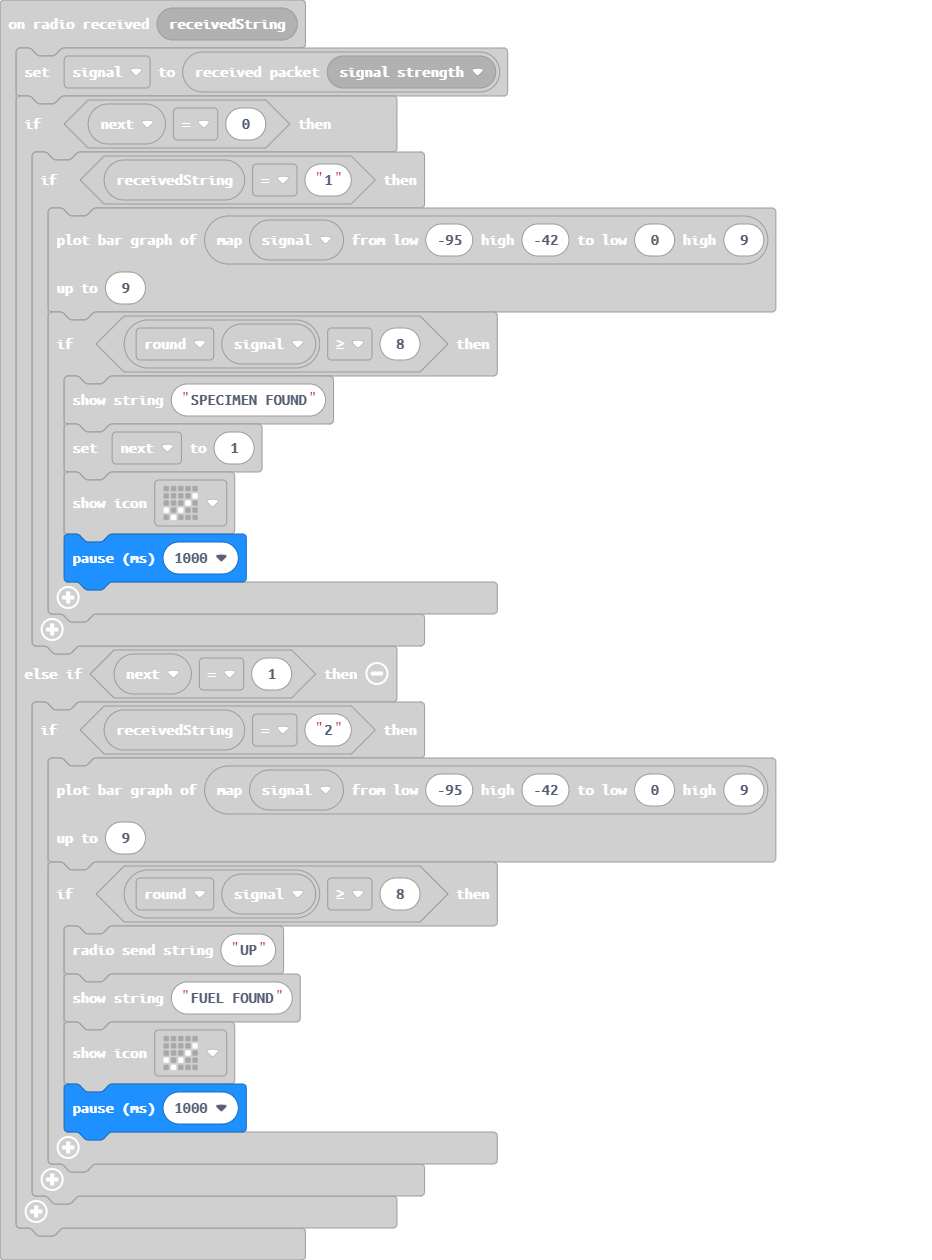 on radio received receivedString
set signal to received packet signal strength
if next = 0 then
if receivedString = "1" then
plot bar graph of map signal from low -95 high -42 to low 0 high 9
up to 9
if round signal ≥ 8 then
show string "SPECIMEN FOUND"
set next to 1
show icon
pause (ms) 1000
else if next = 1 then
if receivedString = "2" then
plot bar graph of map signal from low -95 high -42 to low 0 high 9
up to 9
if round signal ≥ 8 then
radio send string "UP"
show string "FUEL FOUND"
show icon
pause (ms) 1000